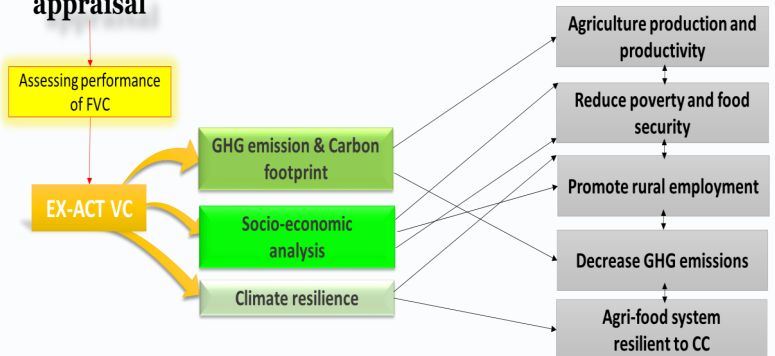 appraisal
Assessing performance
of FVC
EX-ACT VC
GHG emission & Carbon
footprint
Socio-economic
analysis
Climate resilience
Agriculture production and
productivity
Reduce poverty and food
security
Promote rural employment
Decrease GHG emissions
Agri-food system
resilient to CC